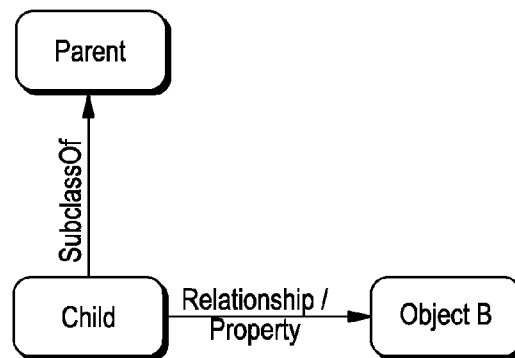 Parent
SubclassOf
Child
Relationship /
Property
Object B